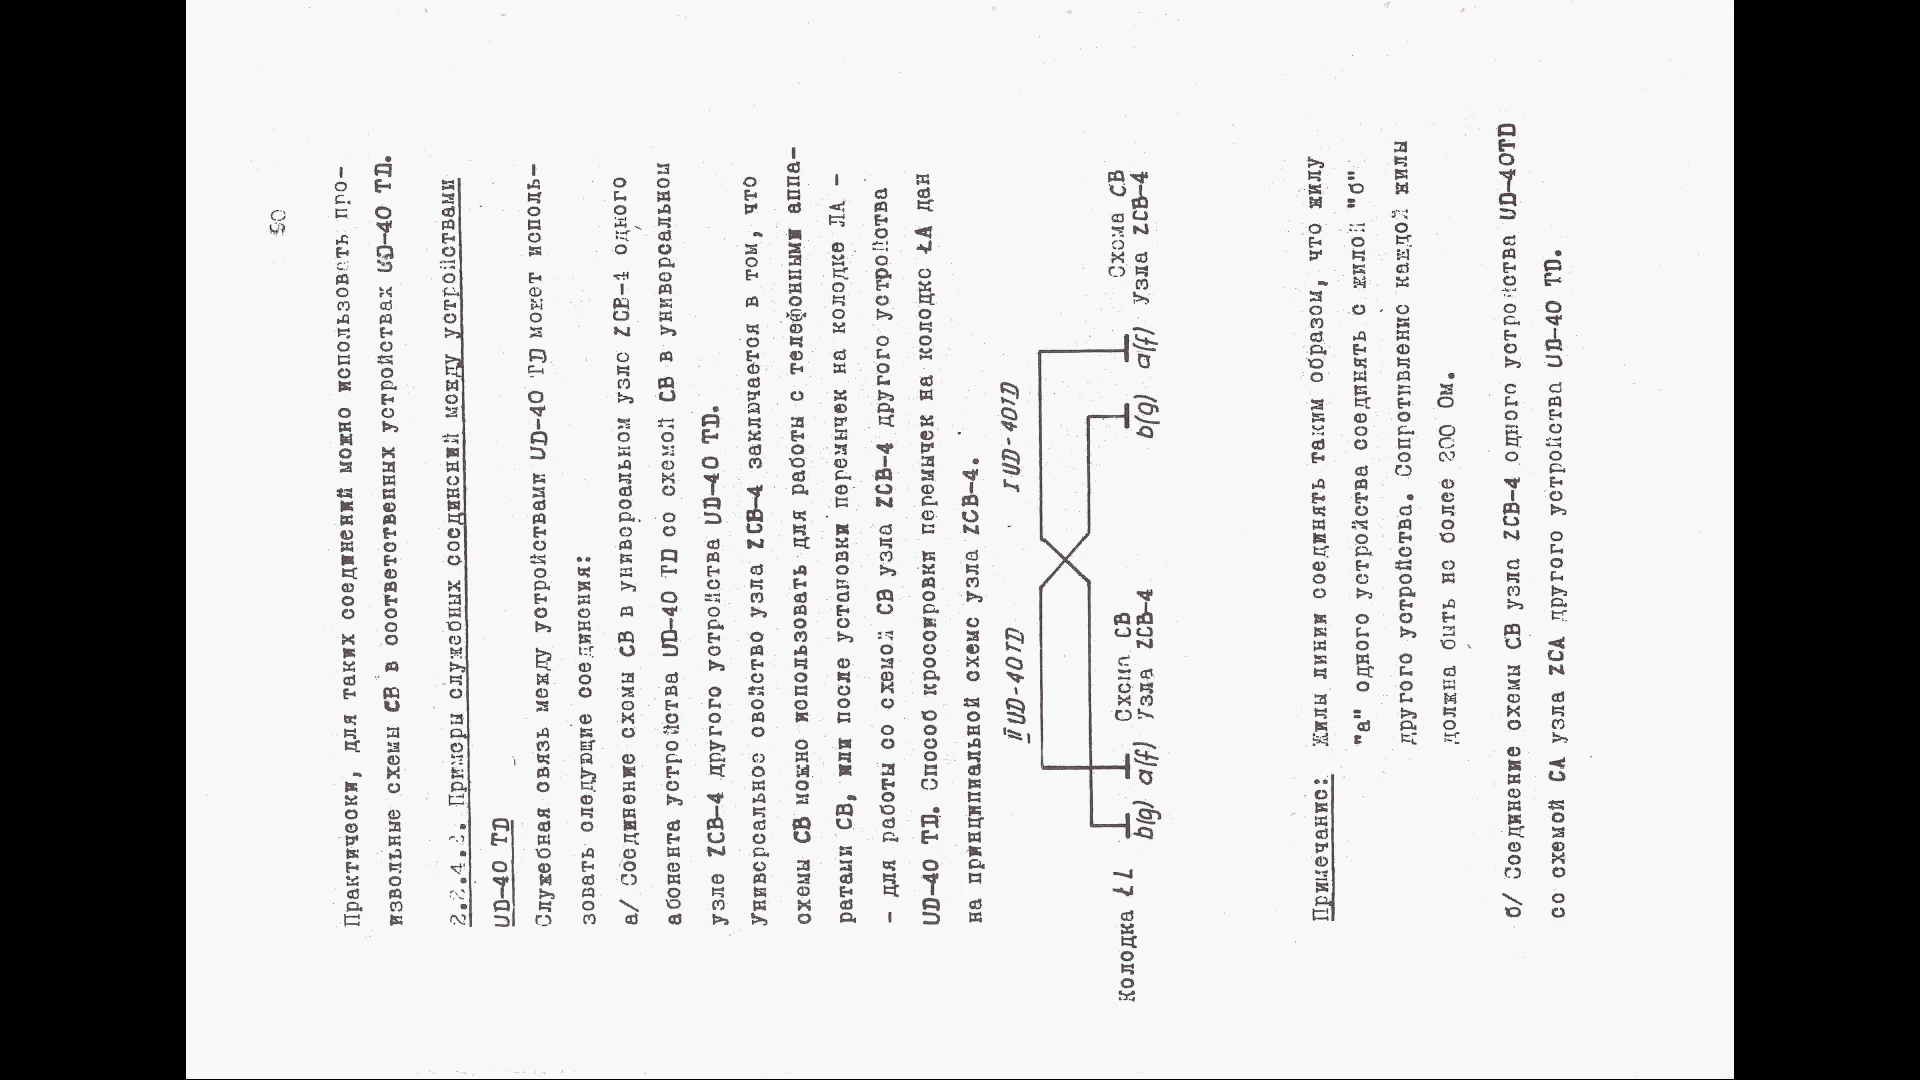 90
Практически, для таких соединений можно использовать про-
извольные схемы СВ в соответственных устройствах UD-40 TD.
2.2.4.2. Примеры служебных соединений между устройствами
UD-40 TD
Служебная связь между устройствами UD-40 TD может исполь-
зовать следующие соединения:
а/ Соединение схемы СВ в универсальном узле ZCB-4 одного
абонента устройства UD-40 TD со схемой СВ в универсальном
узле ZCB-4 другого устройства UD-40 TD.
Универсальное свойство узла ZCB-4 заключается в том, что
схемы СВ можно использовать для работы с телефонными аппа-
ратами СВ, или после установки перемычек на колодке ŁA -
- для работы со схемой СВ узла ZCB-4 другого устройства
UD-40 TD. Способ кроссировки перемычек на колодке ŁA дан
на принципиальной схеме узла ZCB-4.
II UD-40TD I UD-40TD
Колодка ŁL b(g) a(f) Схема СВ Узла ZCB-4 b(g) a(f) Схема СВ узла ZCB-4
Примечание: Жилы линии соединять таким образом, что жилу
"а" одного устройства соединять с жилой "б"
другого устройства. Сопротивление каждой жилы
должна быть не более 200 Ом.
б/ Соединение схемы СВ узла ZCB-4 одного устройства UD-40TD
со схемой СА узла ZCA другого устройства UD-40 TD.